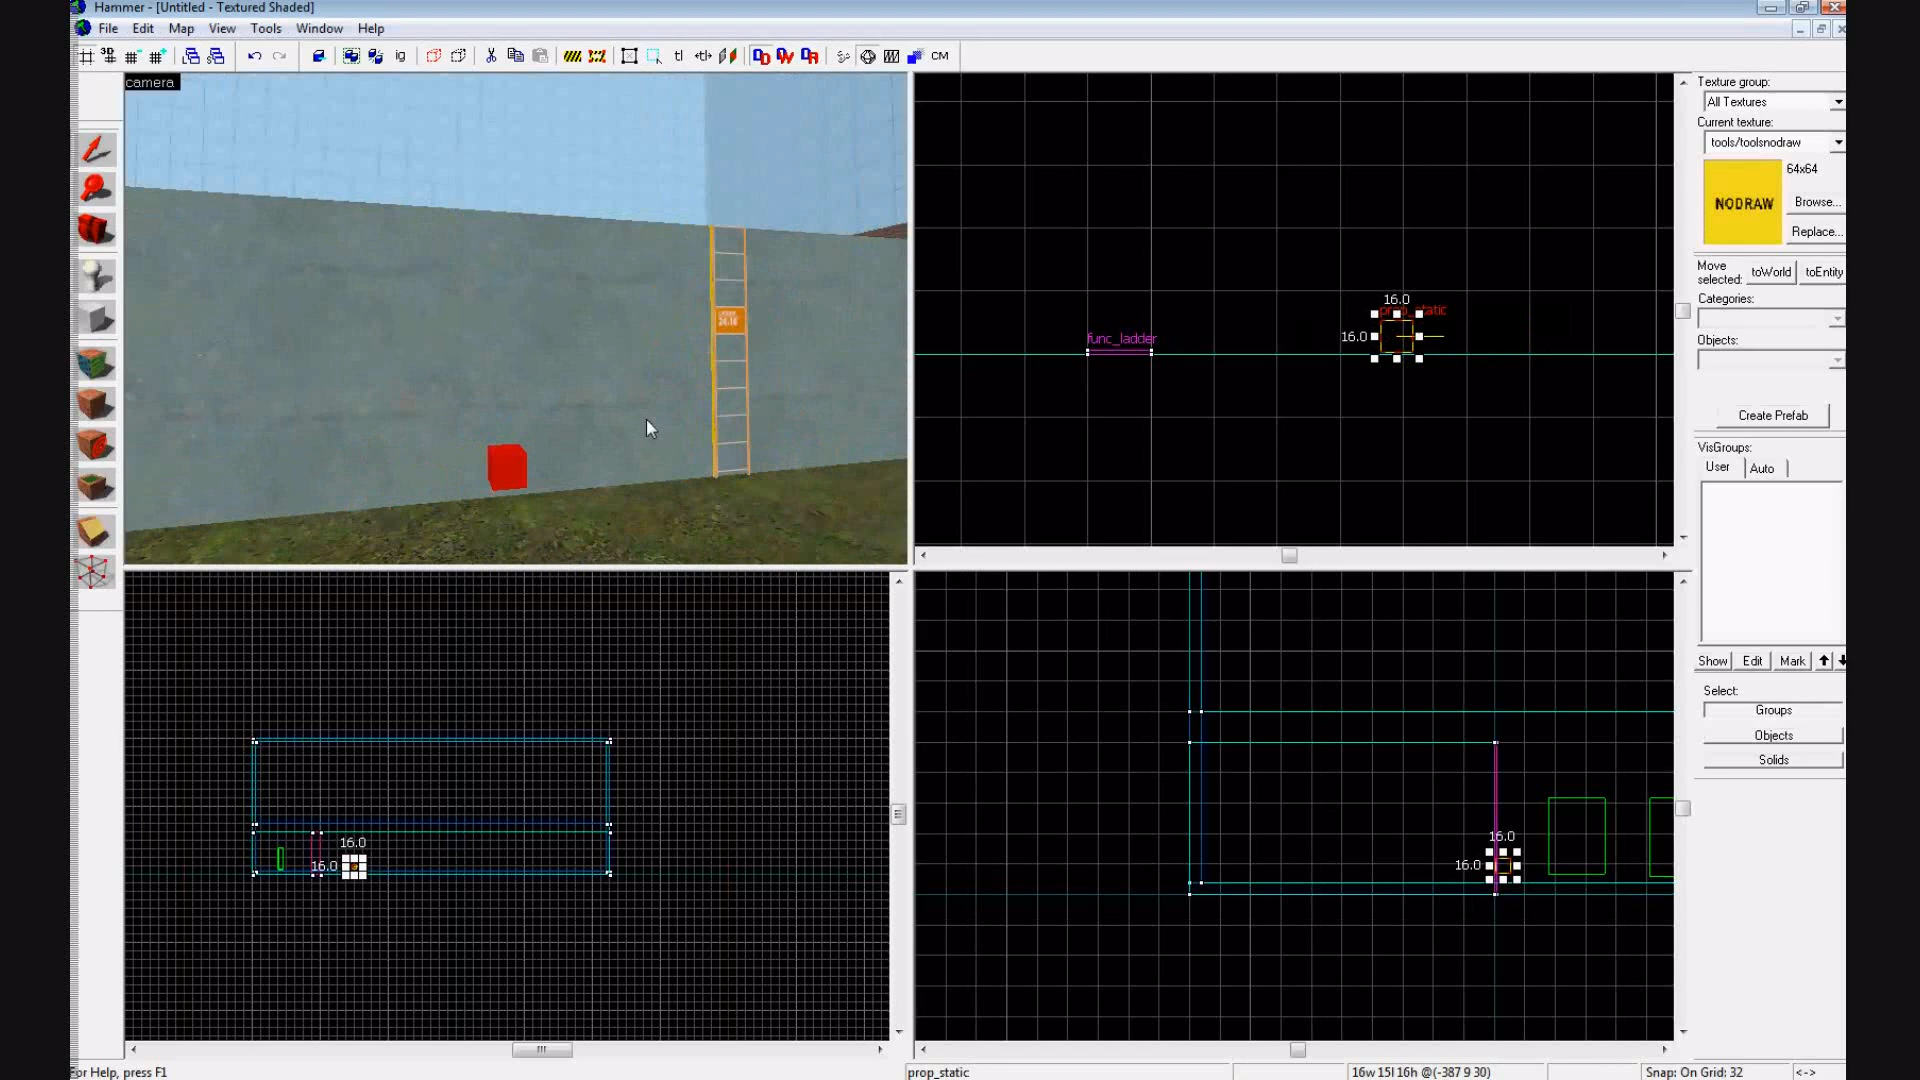 Hammer - [Untitled - Textured Shaded]
File Edit Map View Tools Window Help
3D
ig
tl
CM
camera
NODRAW
func_ladder
16.0
16.0
16.0
16.0
16.0
16.0
Texture group:
All Textures
Current texture:
tools/toolsnodraw
64x64
Browse...
Replace...
Move selected:
toWorld toEntity
Categories:
Objects:
Create Prefab
VisGroups:
User Auto
Show Edit Mark
Select:
Groups
Objects
Solids
For Help, press F1
prop_static
16w 15l 16h @(-387 9 30)
Snap: On Grid: 32
<->